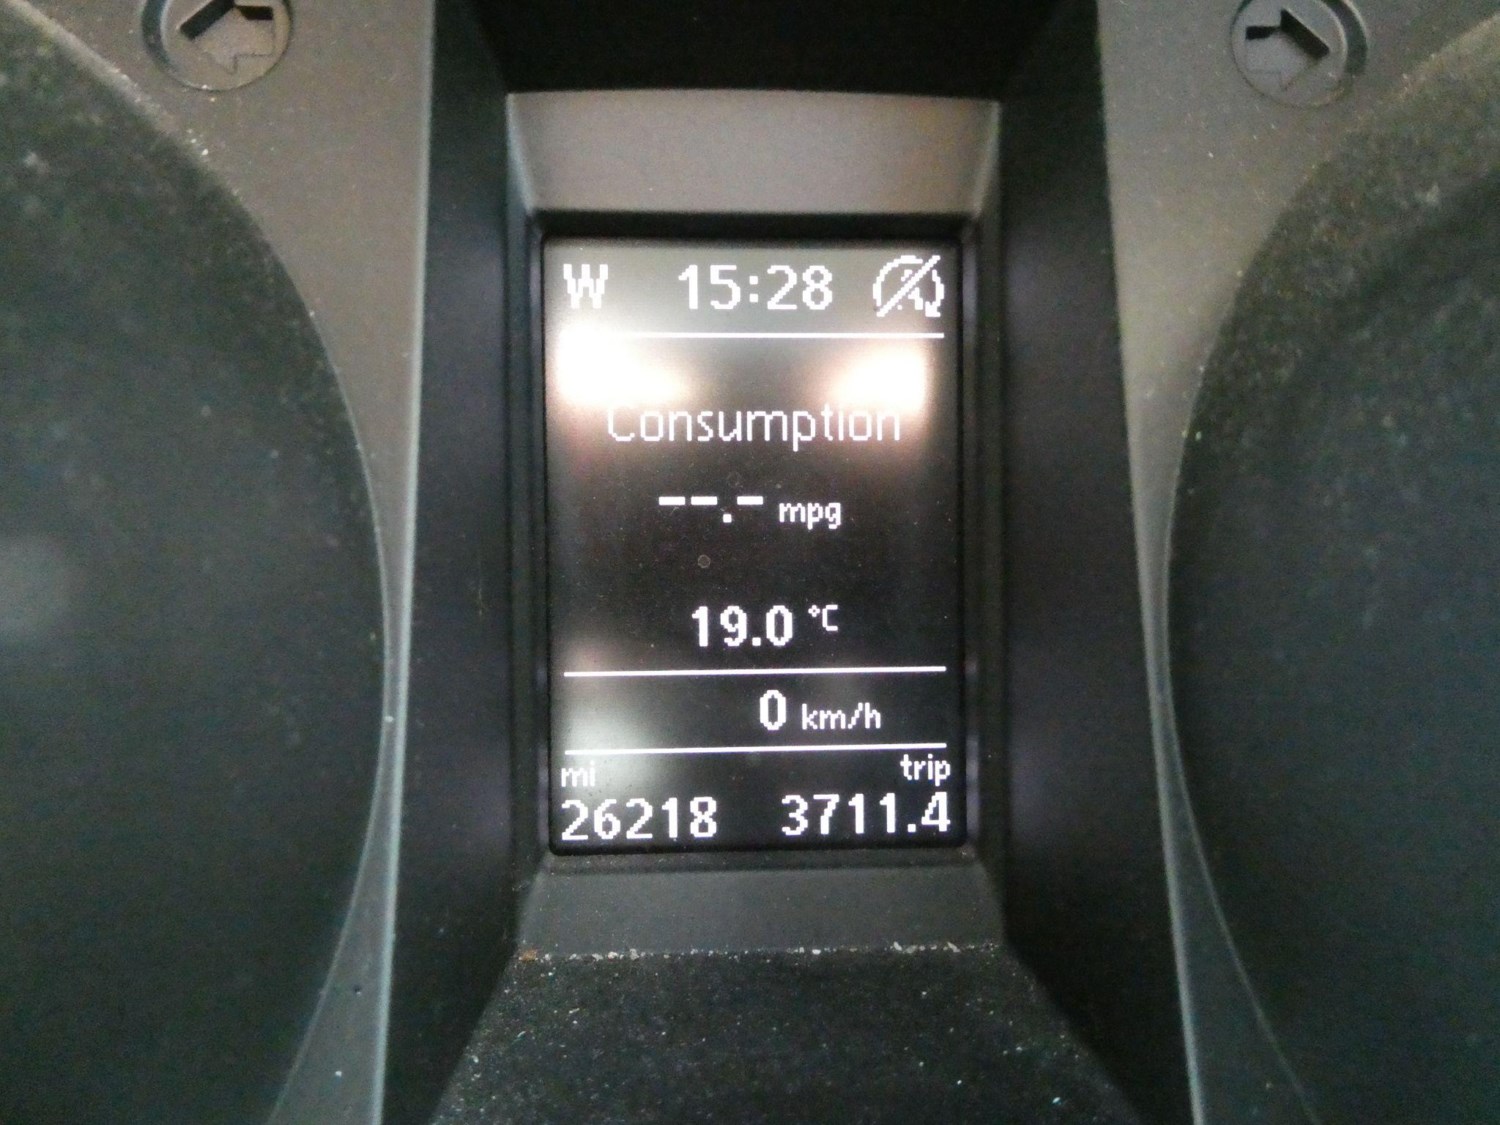 W 15:28
Consumption
--.- mpg
19.0 °C
0 km/h
mi trip
26218 3711.4